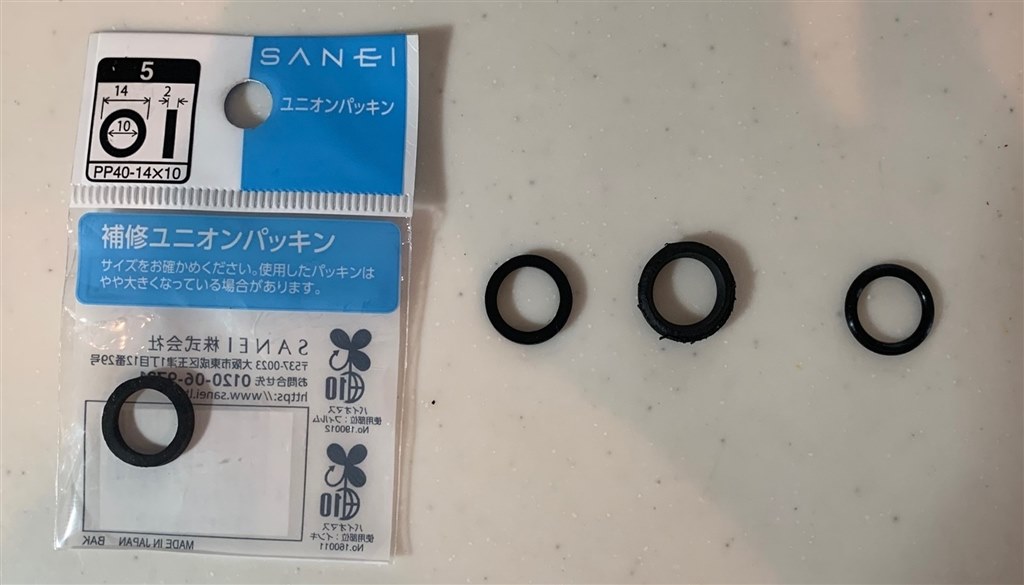 SANEI
5
14
2
10
PP40-14×10
ユニオンパッキン
補修ユニオンパッキン
サイズをお確かめください。使用したパッキンは
やや大きくなっている場合があります。
SANEI株式会社
〒537-0023 大阪市東成区玉津1丁目12番29号
お問合せ先 0120-06-9721
https://www.sanei.
10
バイオマス
使用部位：フィルム
No.190012
10
バイオマス
使用部位：インキ
No.160011
MADE IN JAPAN BAK